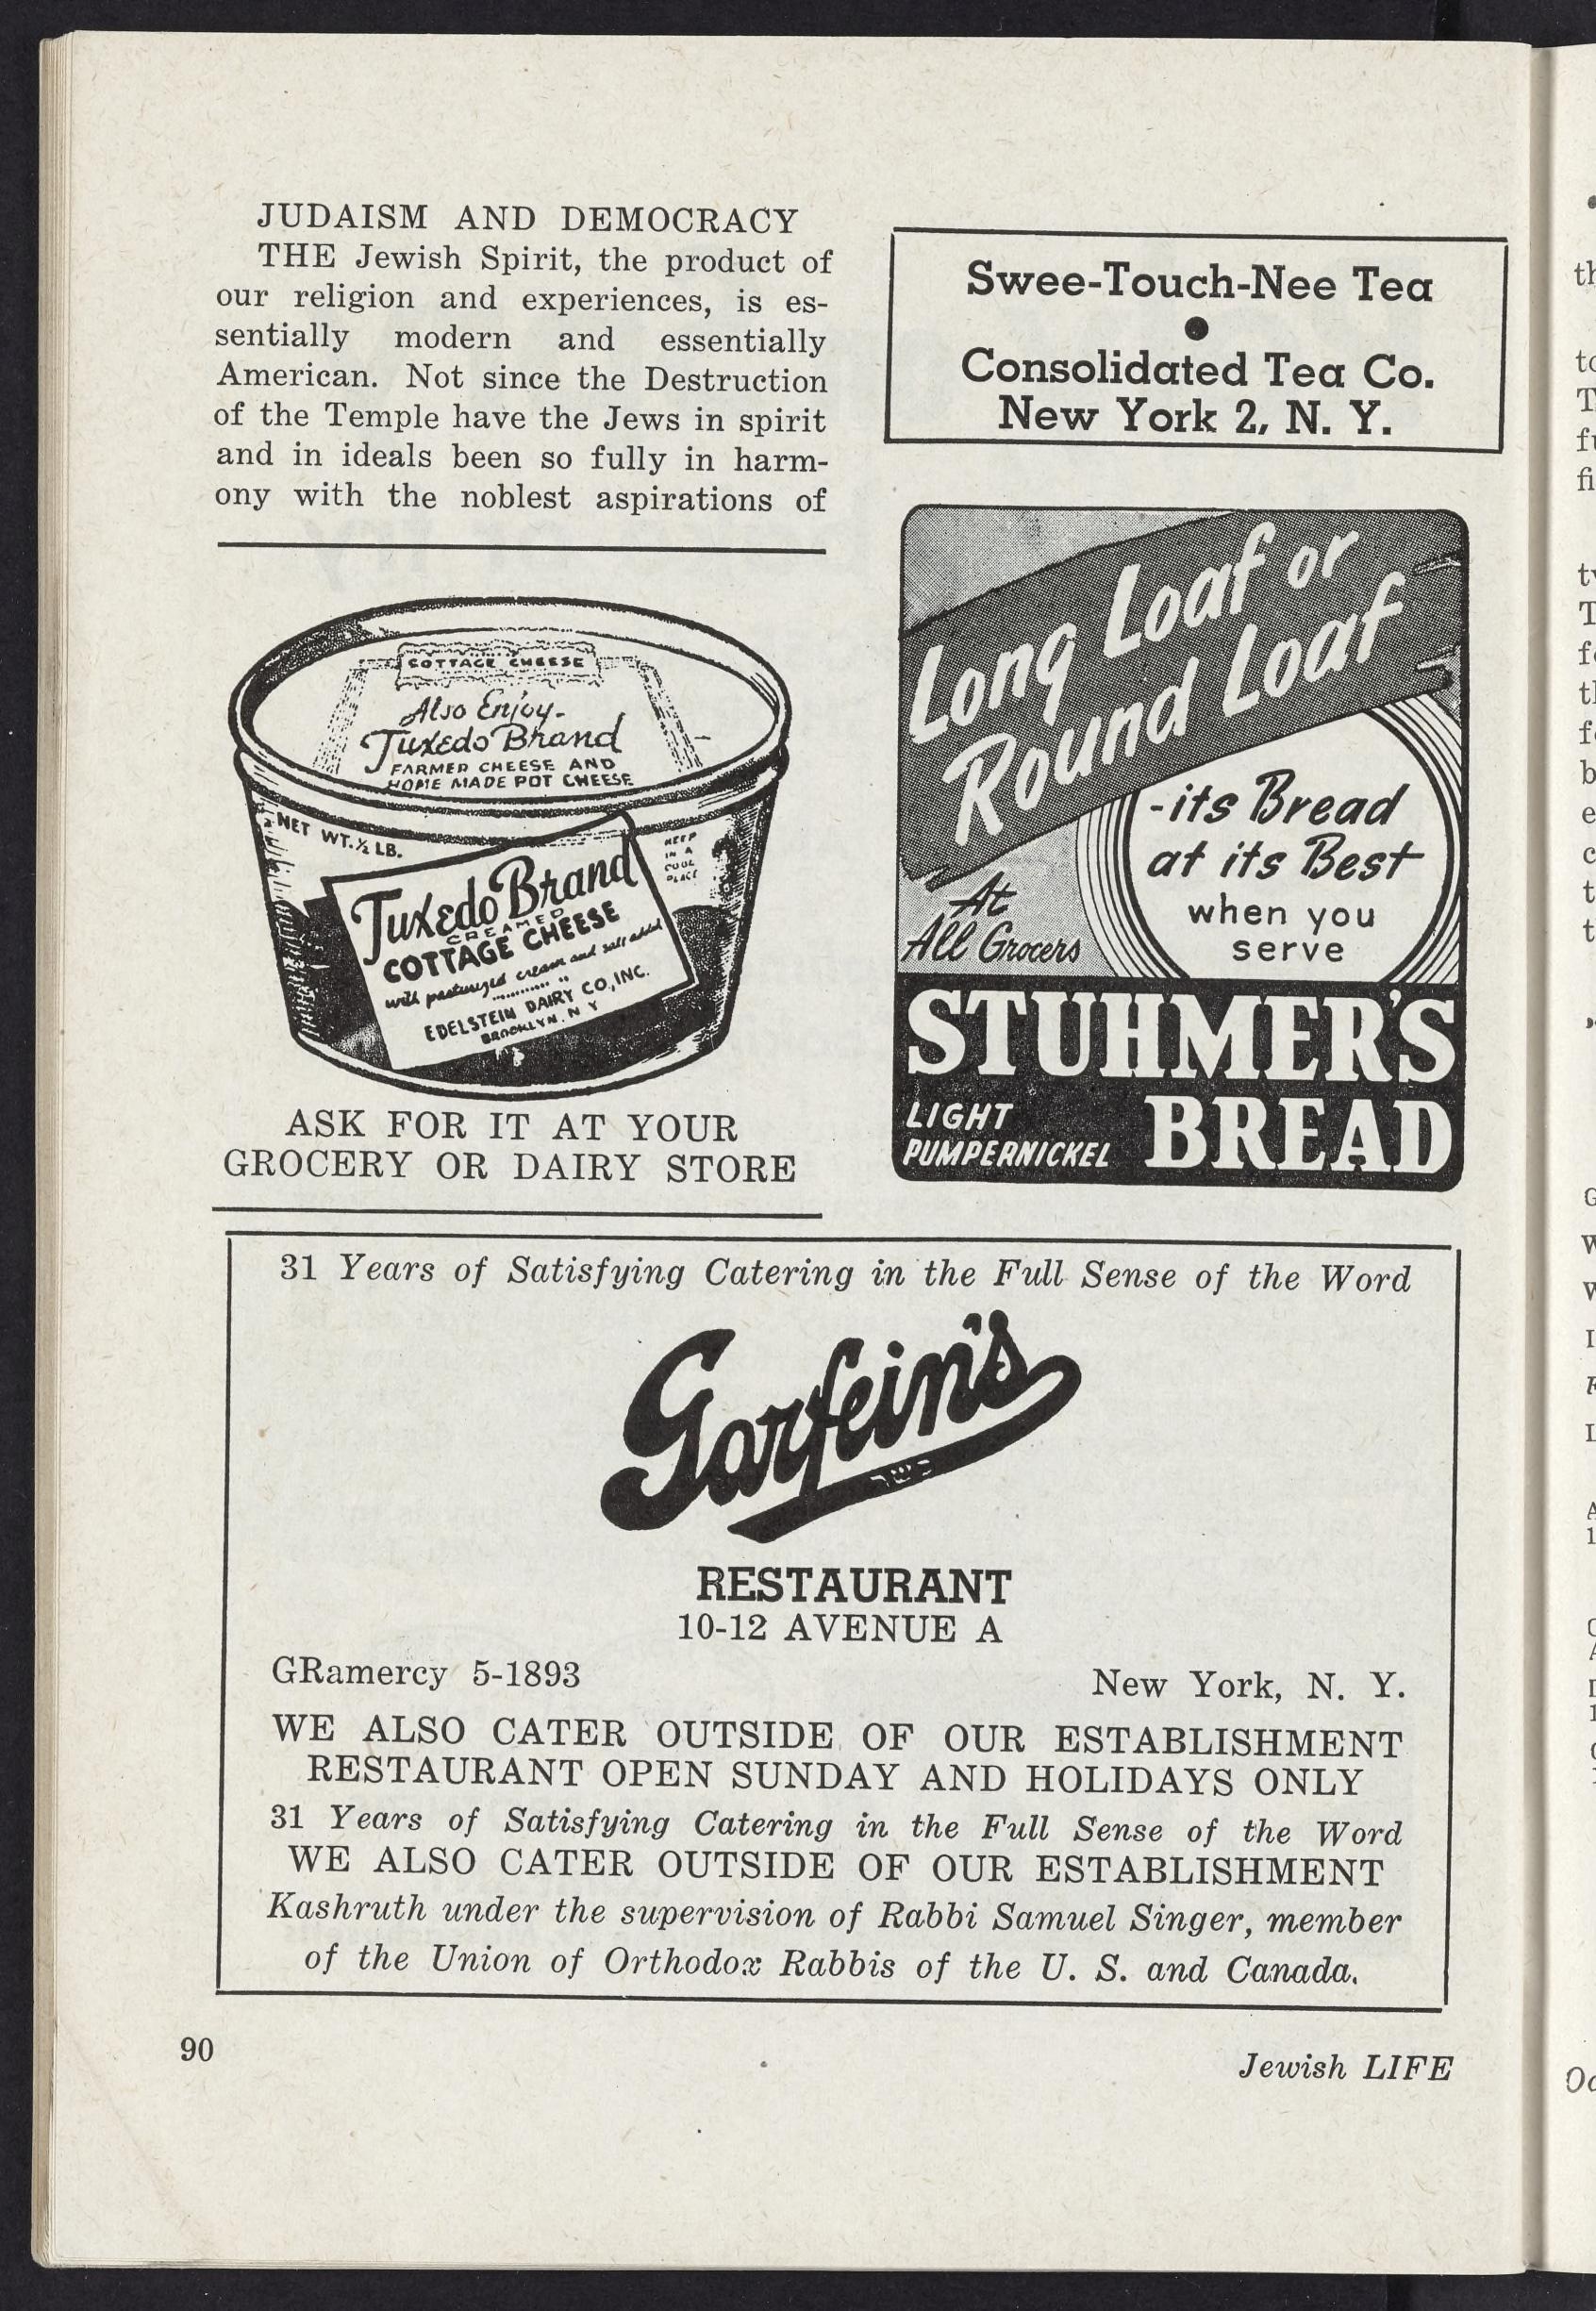 JUDAISM AND DEMOCRACY
THE Jewish Spirit, the product of
our religion and experiences, is es-
sentially modern and essentially
American. Not since the Destruction
of the Temple have the Jews in spirit
and in ideals been so fully in harm-
ony with the noblest aspirations of
COTTAGE CHEESE
Also Enjoy-
Tuxedo Brand
FARMER CHEESE AND
HOME MADE POT CHEESE
NET WT. ½ LB.
KEEP
IN A
COOL
PLACE
Tuxedo Brand
CREAMED
COTTAGE CHEESE
with pasteurized cream and salt added
EDELSTEIN DAIRY CO., INC.
BROOKLYN, N Y
ASK FOR IT AT YOUR
GROCERY OR DAIRY STORE
Swee-Touch-Nee Tea
●
Consolidated Tea Co.
New York 2, N. Y.
Long Loaf or
Round Loaf
-its Bread
at its Best
when you
serve
At
All Grocers
STUHMER'S
LIGHT
PUMPERNICKEL
BREAD
31 Years of Satisfying Catering in the Full Sense of the Word
Garfein's
כשר
RESTAURANT
10-12 AVENUE A
GRamercy 5-1893 New York, N. Y.
WE ALSO CATER OUTSIDE OF OUR ESTABLISHMENT
RESTAURANT OPEN SUNDAY AND HOLIDAYS ONLY
31 Years of Satisfying Catering in the Full Sense of the Word
WE ALSO CATER OUTSIDE OF OUR ESTABLISHMENT
Kashruth under the supervision of Rabbi Samuel Singer, member
of the Union of Orthodox Rabbis of the U. S. and Canada.
90 Jewish LIFE